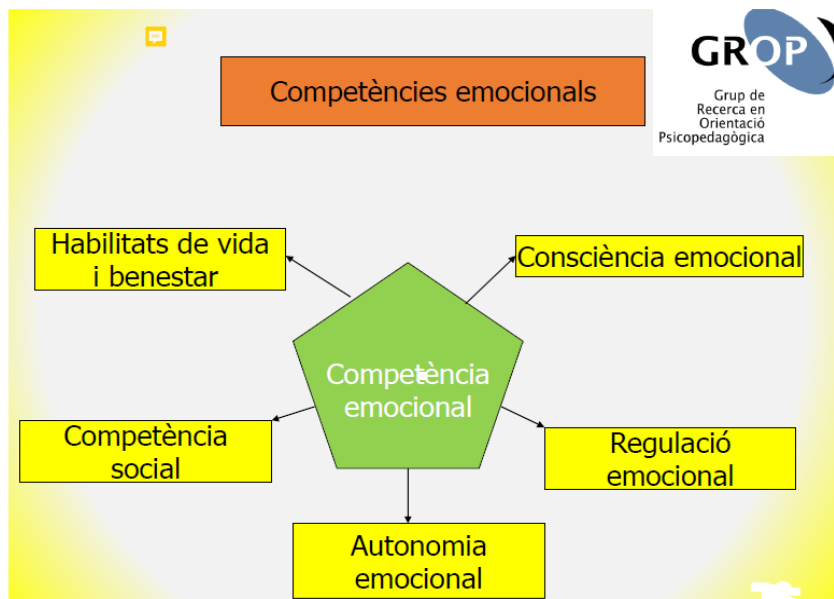 Competències emocionals
GROP
Grup de
Recerca en
Orientació
Psicopedagògica
Habilitats de vida
i benestar
Consciència emocional
Competència
emocional
Competència
social
Regulació
emocional
Autonomia
emocional